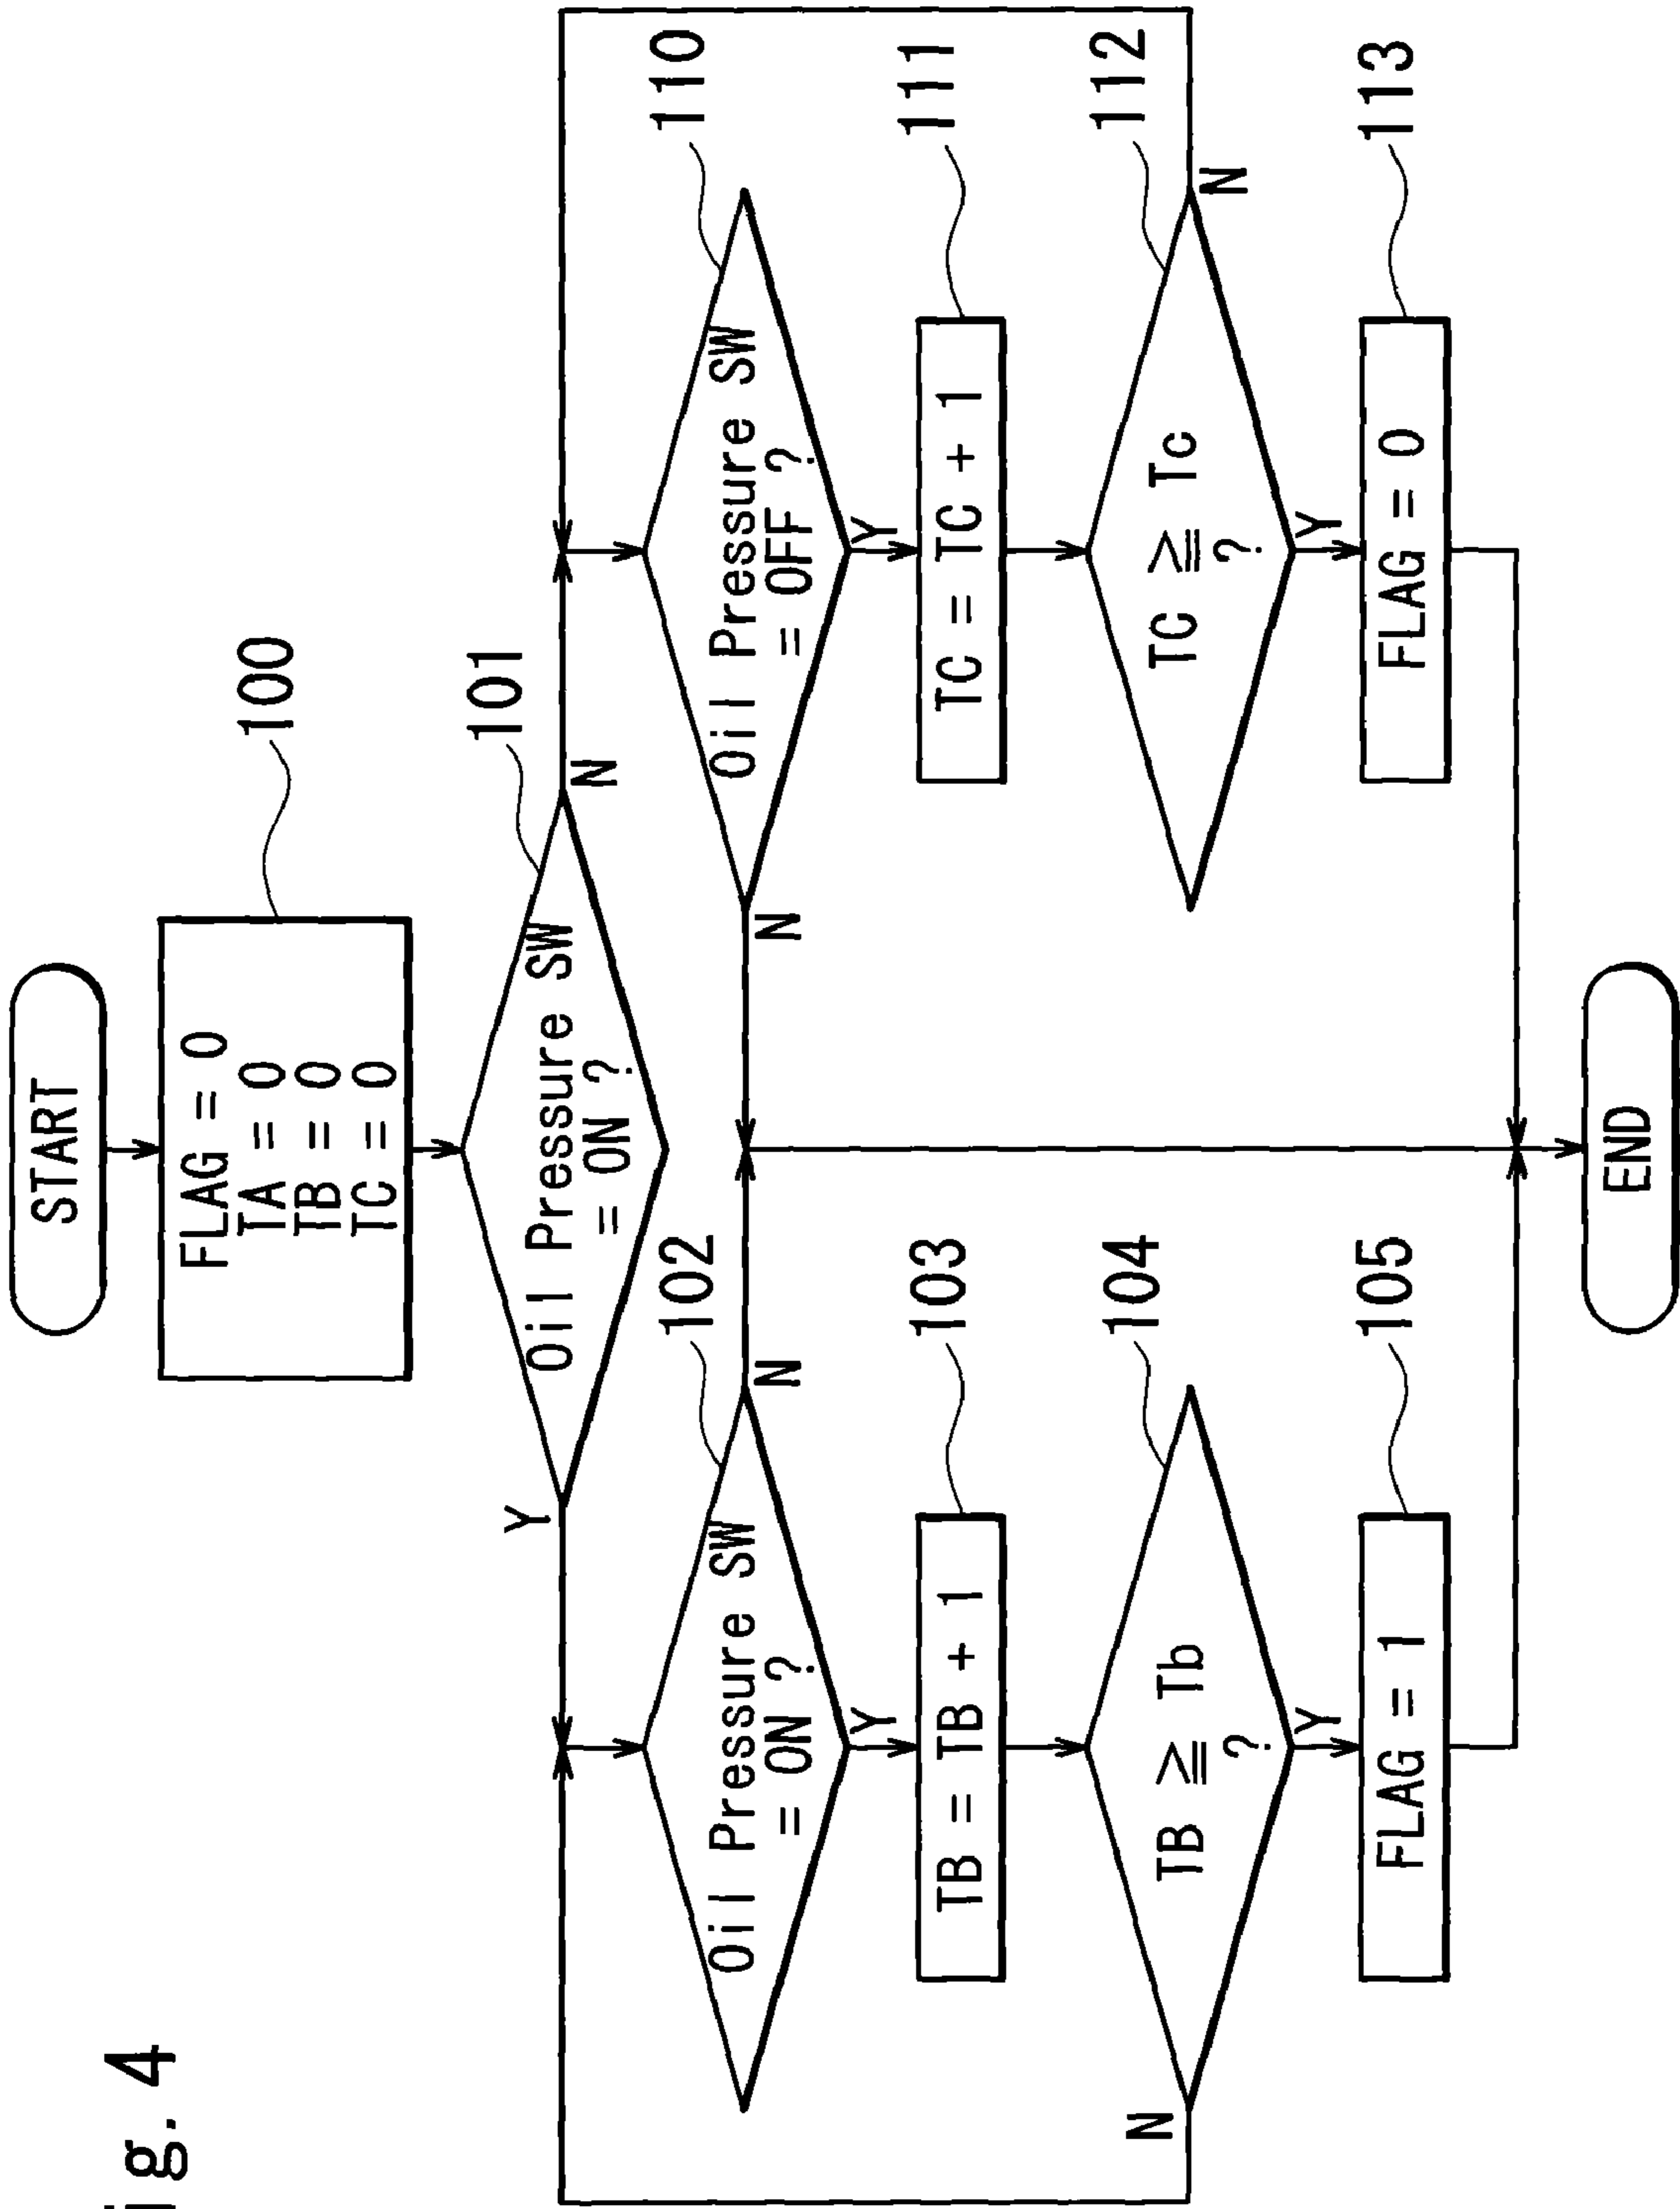 ig. 4
START
FLAG = 0
TA = 0
TB = 0
TC = 0
100
Oil Pressure SW
= ON ?
101
Y
N
Oil Pressure SW
= ON ?
102
N
Y
TB = TB + 1
103
TB ≧ Tb
?
104
N
Y
FLAG = 1
105
Oil Pressure SW
= OFF ?
110
N
Y
TC = TC + 1
111
TC ≧ Tc
?
112
N
Y
FLAG = 0
113
END